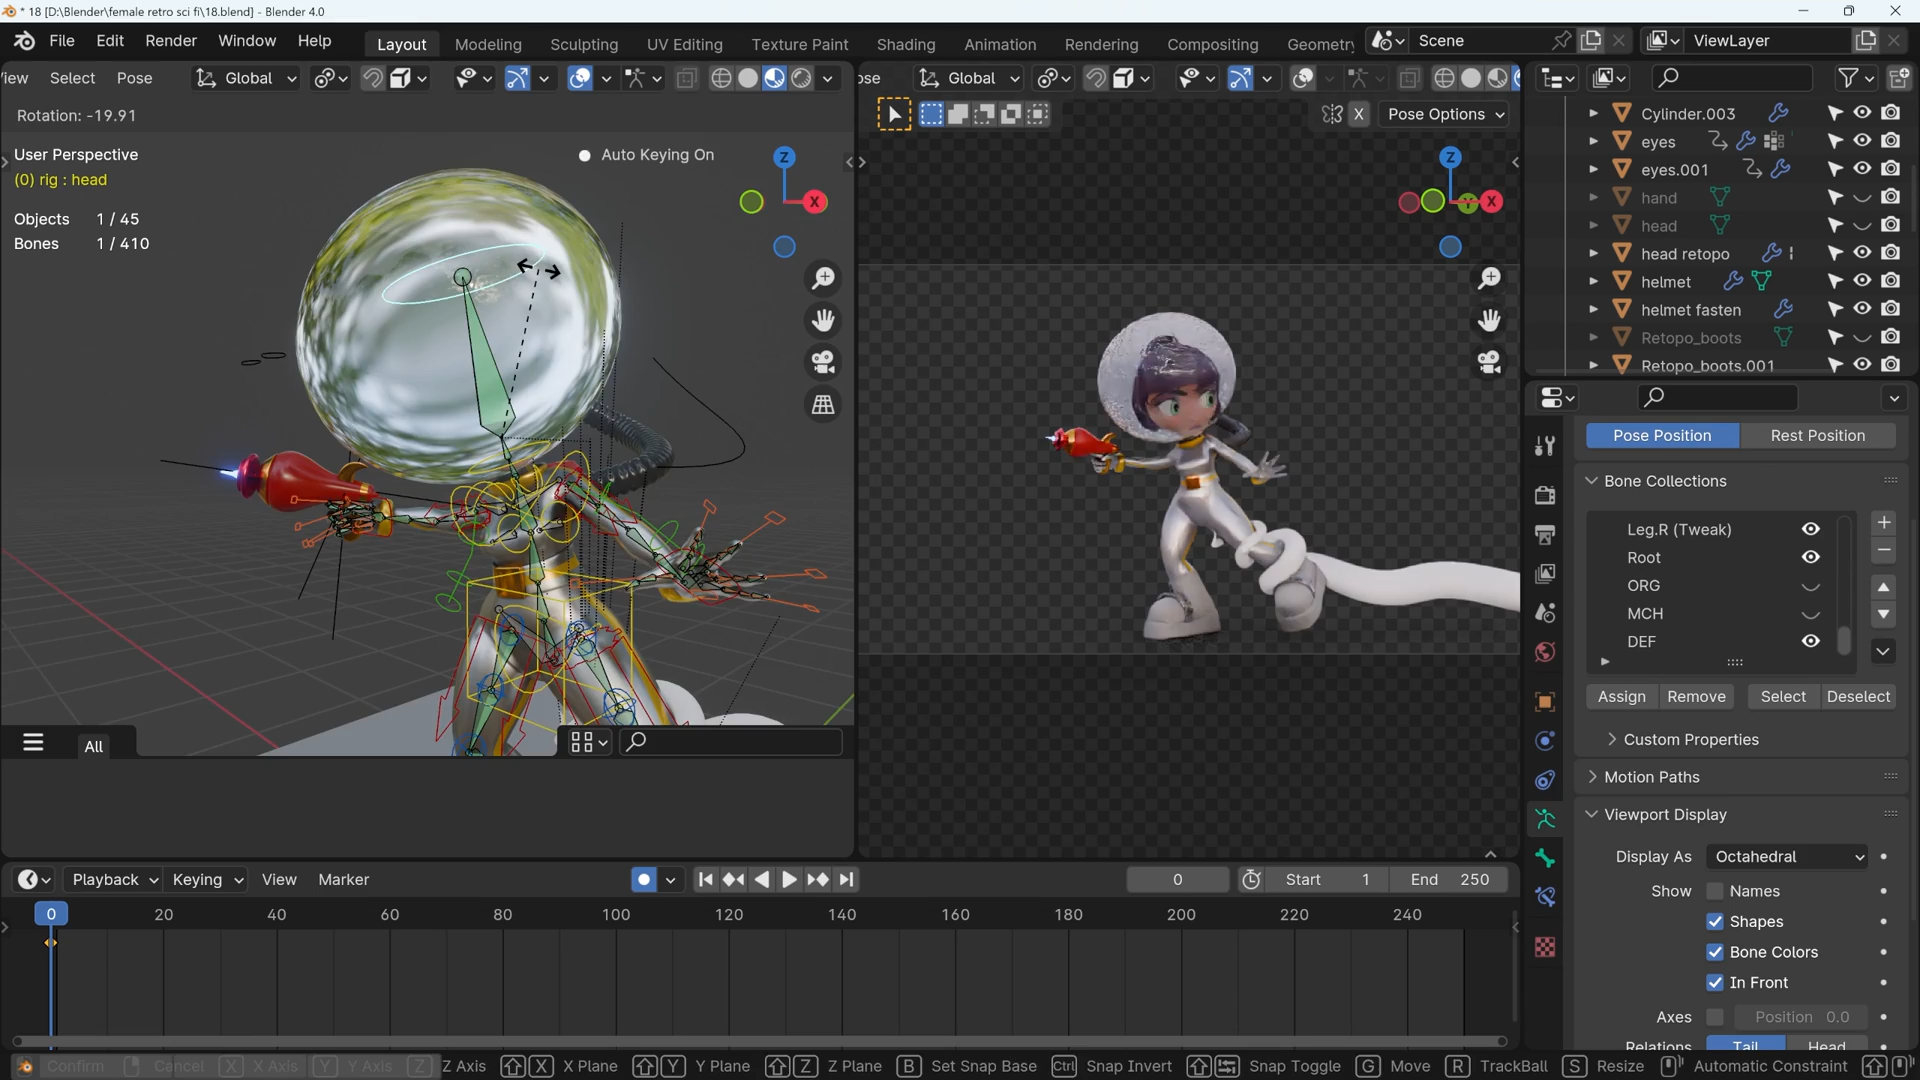 * 18 [D:\Blender\female retro sci fi\18.blend] - Blender 4.0
File Edit Render Window Help Layout Modeling Sculpting UV Editing Texture Paint Shading Animation Rendering Compositing Geometry Scene ViewLayer
iew Select Pose Global
ose Global
Rotation: -19.91
X Pose Options
User Perspective
(0) rig : head
Auto Keying On
Objects 1 / 45
Bones 1 / 410
Z
X
Z
Y
X
Cylinder.003
eyes
eyes.001
hand
head
head retopo
helmet
helmet fasten
Retopo_boots
Retopo_boots.001
Pose Position Rest Position
Bone Collections
Leg.R (Tweak)
Root
ORG
MCH
DEF
Assign Remove Select Deselect
Custom Properties
Motion Paths
Viewport Display
Display As Octahedral
Show Names
Shapes
Bone Colors
In Front
Axes Position 0.0
Relations Tail Head
All
Playback Keying View Marker 0 Start 1 End 250
0 20 40 60 80 100 120 140 160 180 200 220 240
Confirm Cancel X X Axis Y Y Axis Z Z Axis X X Plane Y Y Plane Z Z Plane B Set Snap Base Ctrl Snap Invert Snap Toggle G Move R TrackBall S Resize Automatic Constraint